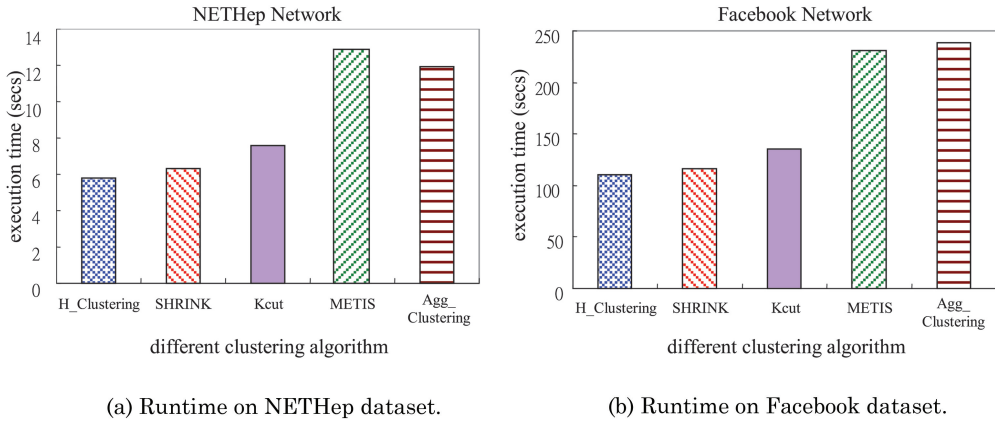 NETHep Network
execution time (secs)
14
12
10
8
6
4
2
0
H_Clustering
SHRINK
Kcut
METIS
Agg_
Clustering
different clustering algorithm
(a) Runtime on NETHep dataset.
Facebook Network
execution time (secs)
250
200
150
100
50
0
H_Clustering
SHRINK
Kcut
METIS
Agg_
Clustering
different clustering algorithm
(b) Runtime on Facebook dataset.